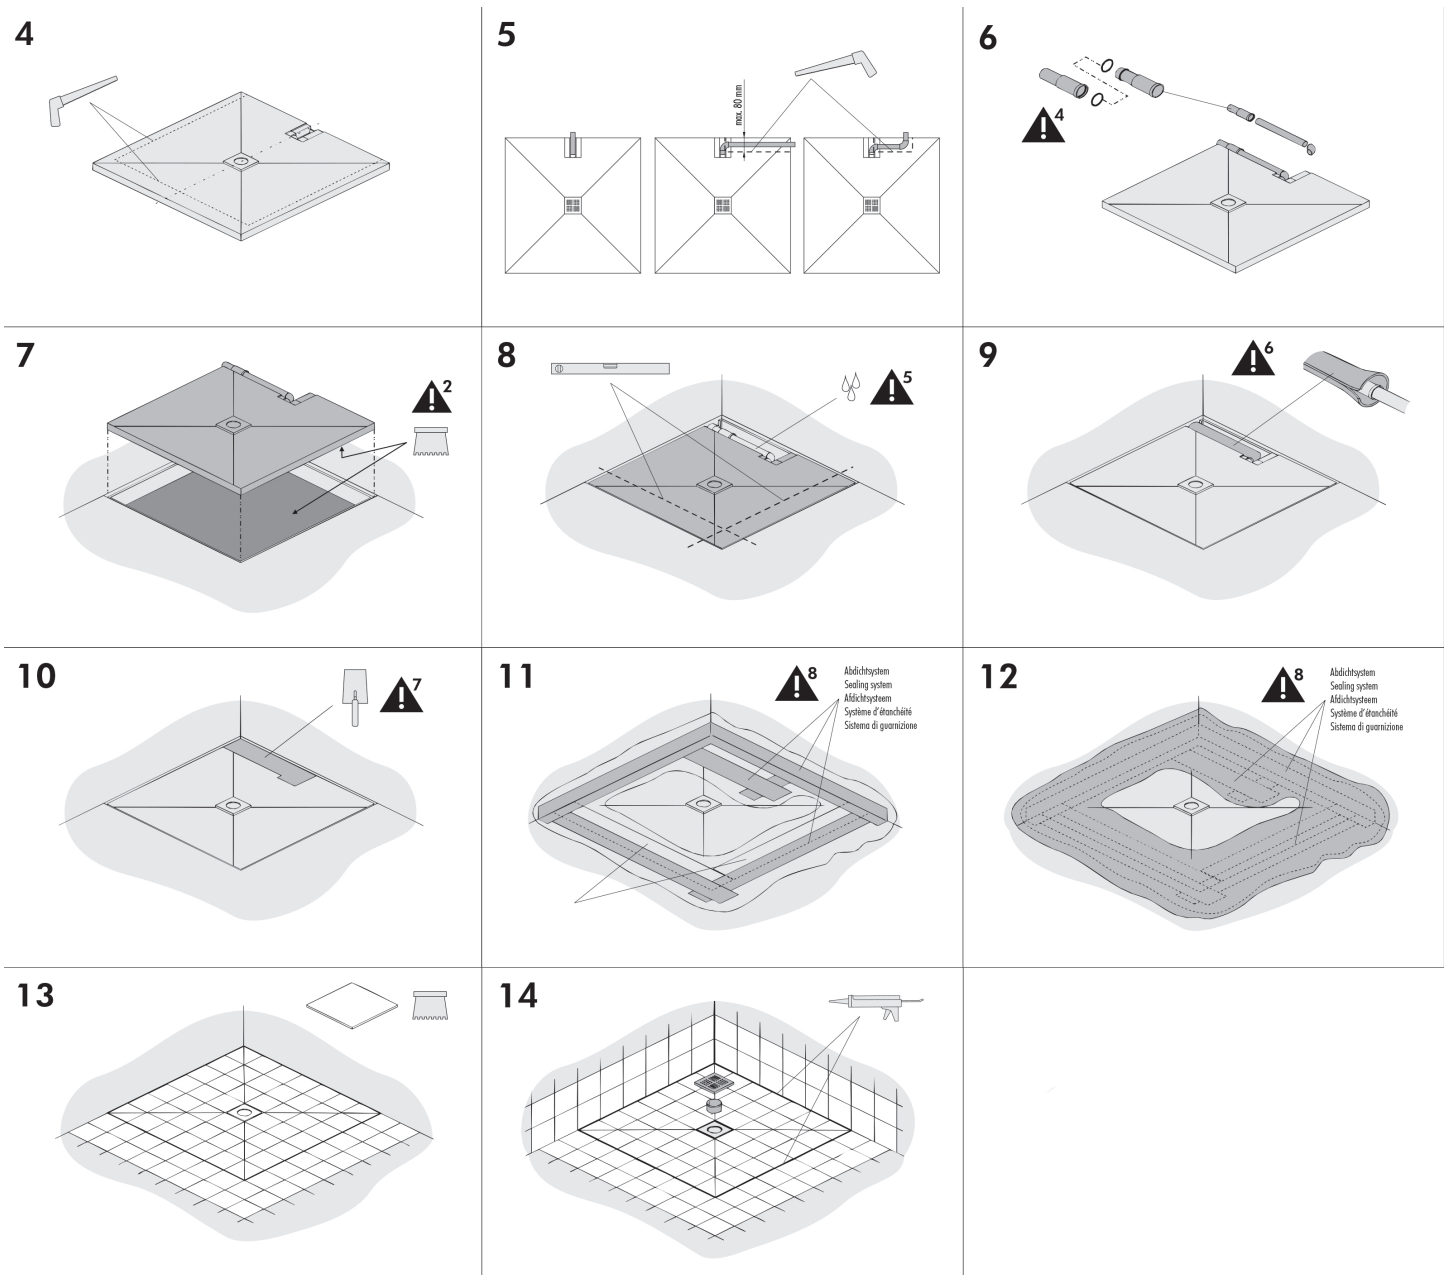 4
5
max. 80 mm
6
4
7
2
8
5
9
6
10
7
11
8
Abdichtsystem
Sealing system
Afdichtsysteem
Système d'étanchéité
Sistema di guarnizione
12
8
Abdichtsystem
Sealing system
Afdichtsysteem
Système d'étanchéité
Sistema di guarnizione
13
14